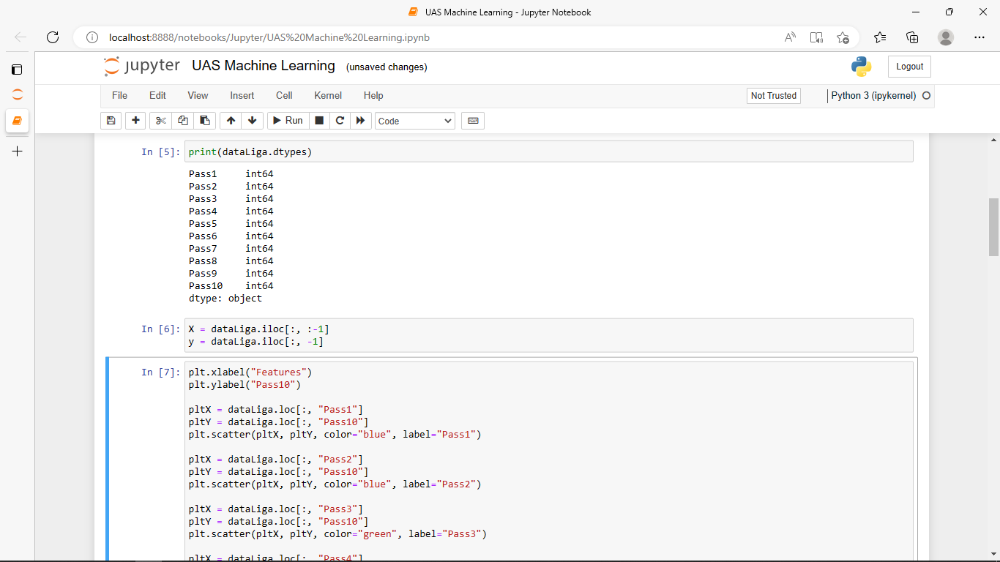 UAS Machine Learning - Jupyter Notebook
localhost:8888/notebooks/Jupyter/UAS%20Machine%20Learning.ipynb
jupyter UAS Machine Learning (unsaved changes)
Logout
File Edit View Insert Cell Kernel Help
Not Trusted
Python 3 (ipykernel)
Run
Code
In [5]: print(dataLiga.dtypes)
Pass1 int64
Pass2 int64
Pass3 int64
Pass4 int64
Pass5 int64
Pass6 int64
Pass7 int64
Pass8 int64
Pass9 int64
Pass10 int64
dtype: object
In [6]: X = dataLiga.iloc[:, :-1]
y = dataLiga.iloc[:, -1]
In [7]: plt.xlabel("Features")
plt.ylabel("Pass10")
pltX = dataLiga.loc[:, "Pass1"]
pltY = dataLiga.loc[:, "Pass10"]
plt.scatter(pltX, pltY, color="blue", label="Pass1")
pltX = dataLiga.loc[:, "Pass2"]
pltY = dataLiga.loc[:, "Pass10"]
plt.scatter(pltX, pltY, color="blue", label="Pass2")
pltX = dataLiga.loc[:, "Pass3"]
pltY = dataLiga.loc[:, "Pass10"]
plt.scatter(pltX, pltY, color="green", label="Pass3")
pltX = dataLiga.loc[:, "Pass4"]